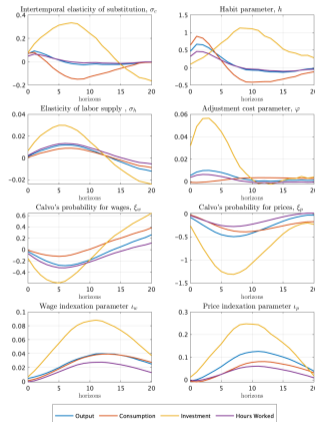 Intertemporal elasticity of substitution, σc
Habit parameter, h
0.4
0.2
0
-0.2
0 5 10 15 20
horizons
1.5
1
0.5
0
-0.5
0 5 10 15 20
horizons
Elasticity of labor supply , σh
Adjustment cost parameter, φ
0.04
0.02
0
-0.02
0 5 10 15 20
horizons
0.06
0.04
0.02
0
0 5 10 15 20
horizons
Calvo's probability for wages, ξw
Calvo's probability for prices, ξp
0.6
0.4
0.2
0
-0.2
-0.4
0 5 10 15 20
horizons
0
-0.5
-1
-1.5
0 5 10 15 20
horizons
Wage indexation parameter ιw
Price indexation parameter ιp
0.1
0.08
0.06
0.04
0.02
0
0 5 10 15 20
horizons
0.3
0.2
0.1
0
0 5 10 15 20
horizons
Output Consumption Investment Hours Worked